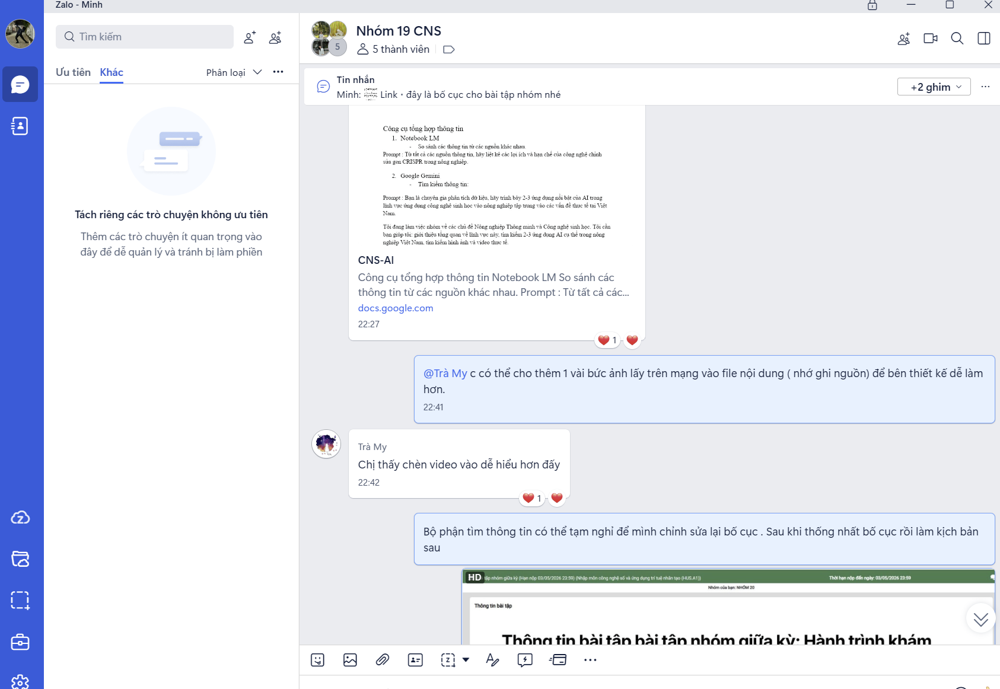 Zalo - Minh
Tìm kiếm
Ưu tiên Khác Phân loại
Tách riêng các trò chuyện không ưu tiên
Thêm các trò chuyện ít quan trọng vào
đây để dễ quản lý và tránh bị làm phiền
5
Nhóm 19 CNS
5 thành viên
Tin nhắn
Minh: Link • đây là bố cục cho bài tập nhóm nhé
+2 ghim
Công cụ tổng hợp thông tin
1. Notebook LM
- So sánh các thông tin từ các nguồn khác nhau.
Prompt : Từ tất cả các nguồn thông tin, hãy liệt kê các lợi ích và hạn chế của công nghệ chỉnh
sửa gen CRISPR trong nông nghiệp.
2. Google Gemini
- Tìm kiếm thông tin:
Prompt : Bạn là chuyên gia phân tích dữ liệu, hãy trình bày 2-3 ứng dụng nổi bật của AI trong
lĩnh vực ứng dụng công nghệ sinh học vào nông nghiệp tập trung vào các vấn đề thực tế tại Việt
Nam.
Tôi đang làm việc nhóm về các chủ đề Nông nghiệp Thông minh và Công nghệ sinh học. Tôi cần
bạn giúp tôi: giới thiệu tổng quan về lĩnh vực này, tìm kiếm 2-3 ứng dụng AI cụ thể trong nông
nghiệp Việt Nam, tìm kiếm hình ảnh và video thực tế.
CNS-AI
Công cụ tổng hợp thông tin Notebook LM So sánh các
thông tin từ các nguồn khác nhau. Prompt : Từ tất cả các...
docs.google.com
22:27
1
@Trà My c có thể cho thêm 1 vài bức ảnh lấy trên mạng vào file nội dung ( nhớ ghi nguồn) để bên thiết kế dễ làm
hơn.
22:41
Trà My
Chị thấy chèn video vào dễ hiểu hơn đấy
22:42
1
Bộ phận tìm thông tin có thể tạm nghỉ để mình chỉnh sửa lại bố cục . Sau khi thống nhất bố cục rồi làm kịch bản
sau
HD tập nhóm giữa kỳ (Hạn nộp 03/05/2026 23:59) (Nhập môn công nghệ số và ứng dụng trí tuệ nhân tạo (HUS.A1)) Thời hạn nộp đến ngày: 03/05/2026 23:59
Nhóm của bạn: NHÓM 20
Thông tin bài tập
Thông tin bài tập bài tập nhóm giữa kỳ: Hành trình khám